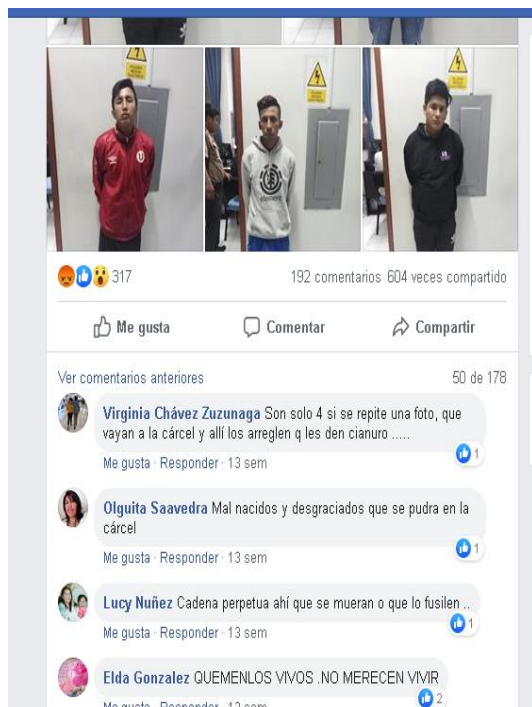 317
192 comentarios 604 veces compartido
Me gusta
Comentar
Compartir
Ver comentarios anteriores
50 de 178
Virginia Chávez Zuzunaga Son solo 4 si se repite una foto, que
vayan a la cárcel y allí los arreglen q les den cianuro .....
1
Me gusta · Responder · 13 sem
Olguita Saavedra Mal nacidos y desgraciados que se pudra en la
cárcel
1
Me gusta · Responder · 13 sem
Lucy Nuñez Cadena perpetua ahí que se mueran o que lo fusilen ..
1
Me gusta · Responder · 13 sem
Elda Gonzalez QUEMENLOS VIVOS .NO MERECEN VIVIR
2
Me gusta · Responder ·